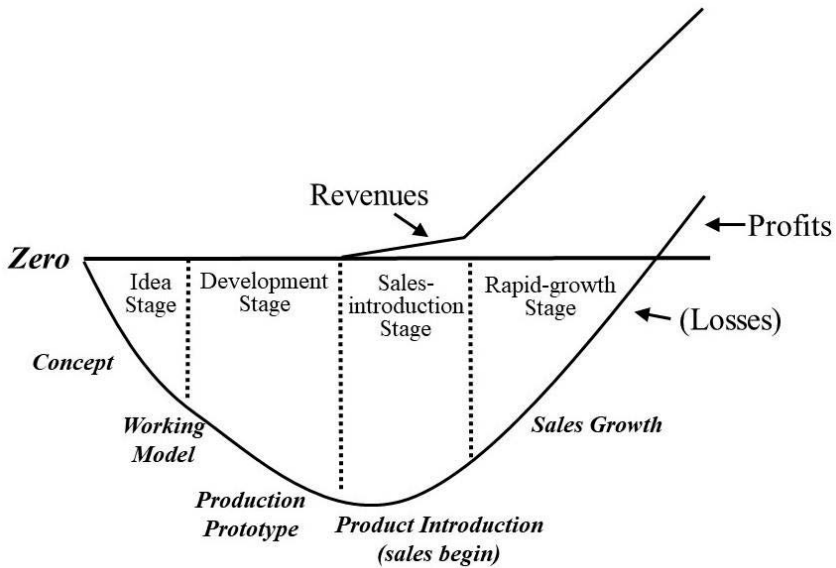 Revenues
Profits
Zero
Idea
Stage
Development
Stage
Sales-
introduction
Stage
Rapid-growth
Stage
(Losses)
Concept
Working
Model
Sales Growth
Production
Prototype
Product Introduction
(sales begin)